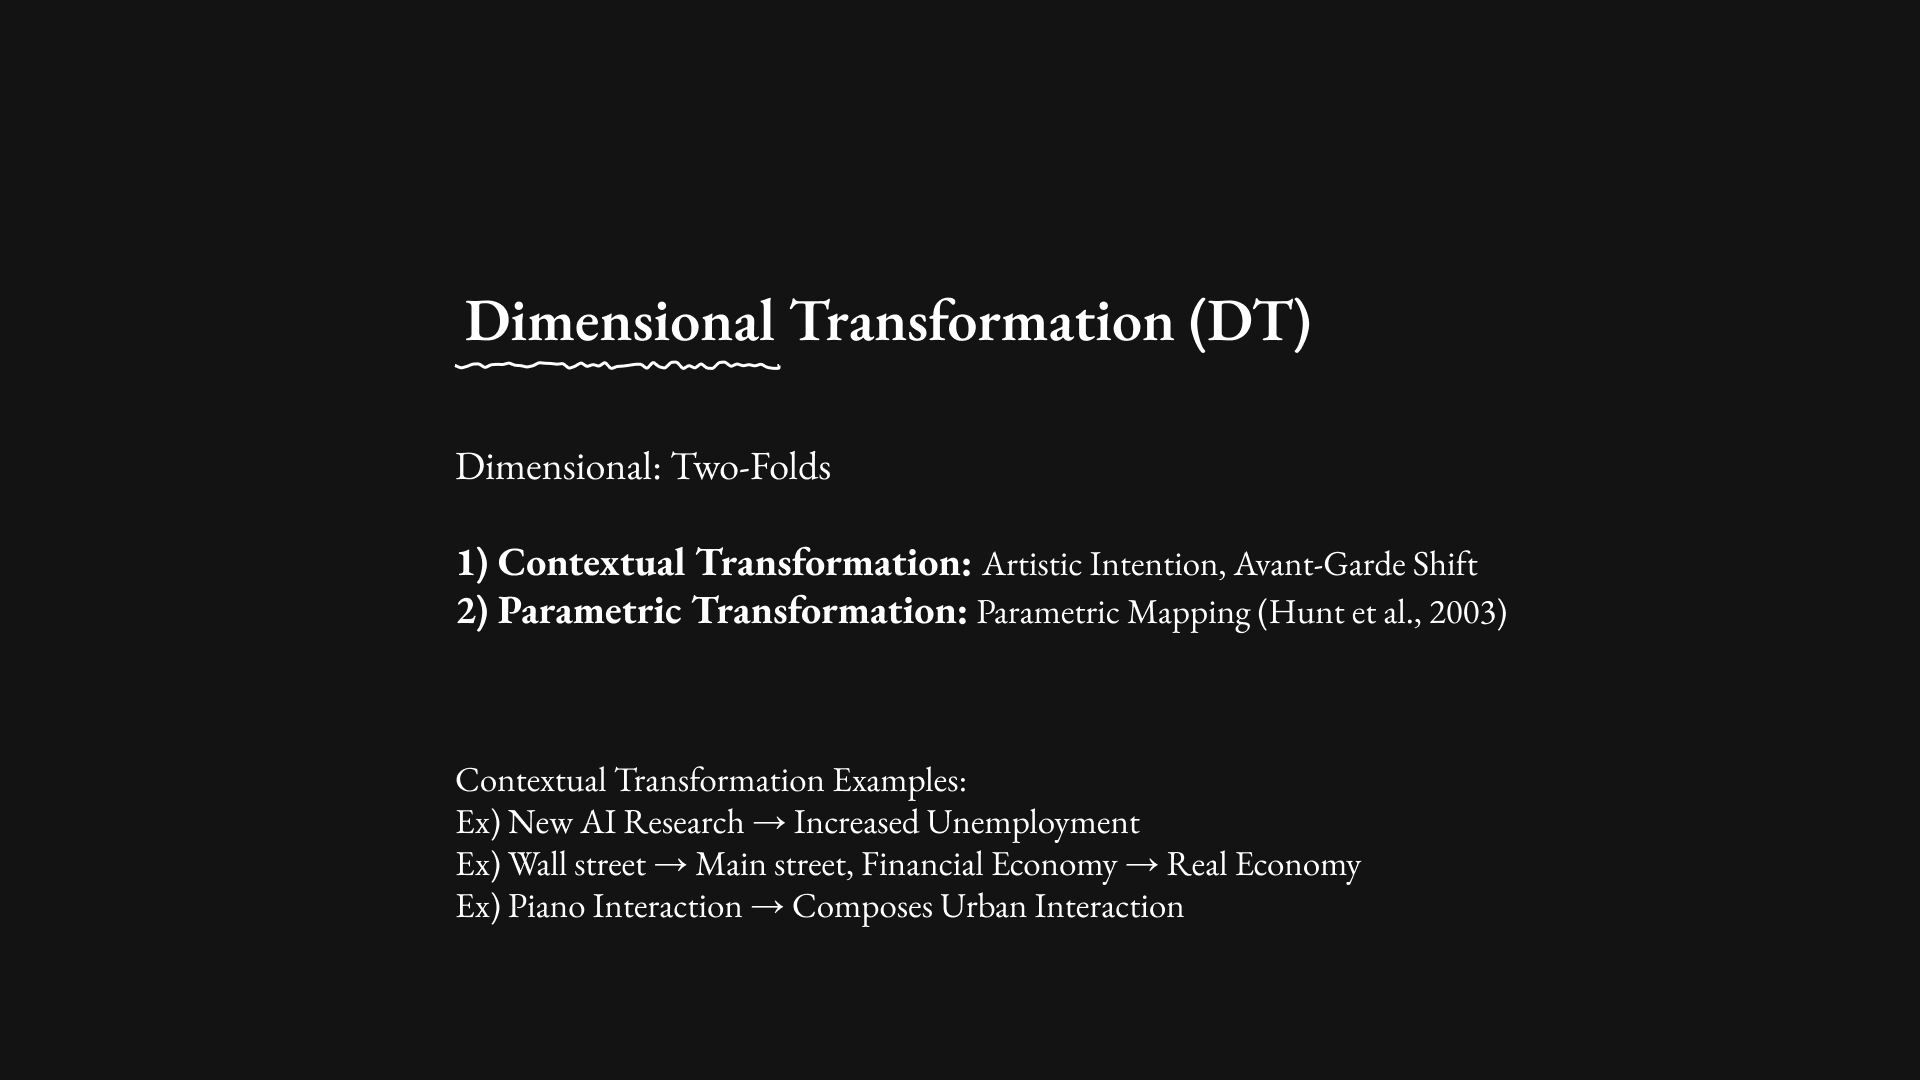 Dimensional Transformation (DT)
Dimensional: Two-Folds
1) Contextual Transformation: Artistic Intention, Avant-Garde Shift
2) Parametric Transformation: Parametric Mapping (Hunt et al., 2003)
Contextual Transformation Examples:
Ex) New AI Research → Increased Unemployment
Ex) Wall street → Main street, Financial Economy → Real Economy
Ex) Piano Interaction → Composes Urban Interaction